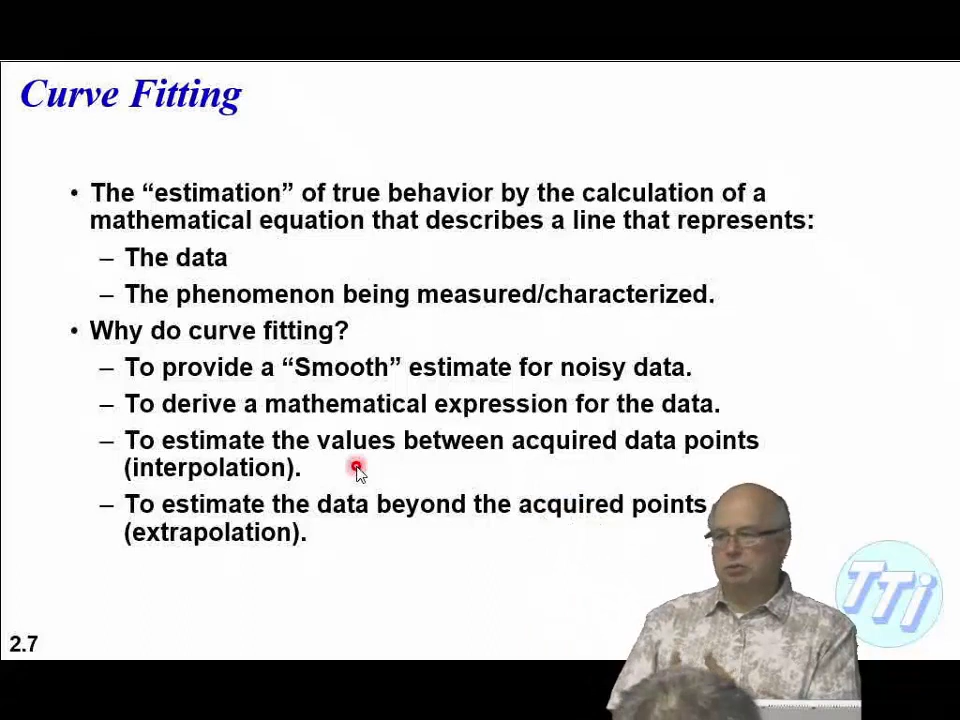 Curve Fitting
• The “estimation” of true behavior by the calculation of a
mathematical equation that describes a line that represents:
– The data
– The phenomenon being measured/characterized.
• Why do curve fitting?
– To provide a “Smooth” estimate for noisy data.
– To derive a mathematical expression for the data.
– To estimate the values between acquired data points
(interpolation).
– To estimate the data beyond the acquired points
(extrapolation).
TTi
2.7